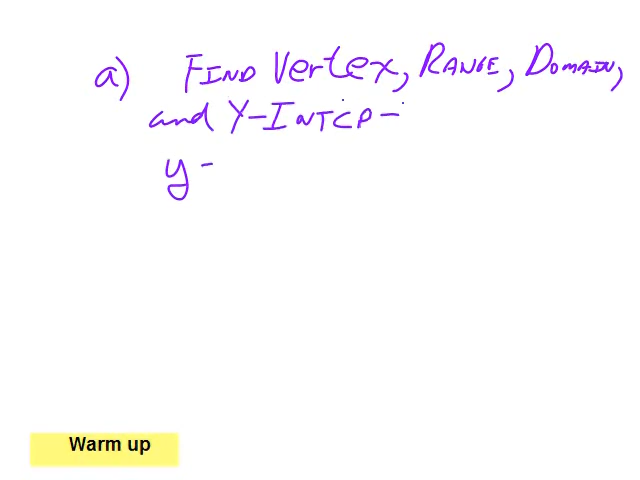 a) FIND Vertex, RANGE, DOMAIN,
and Y-INTCP-
y -
Warm up